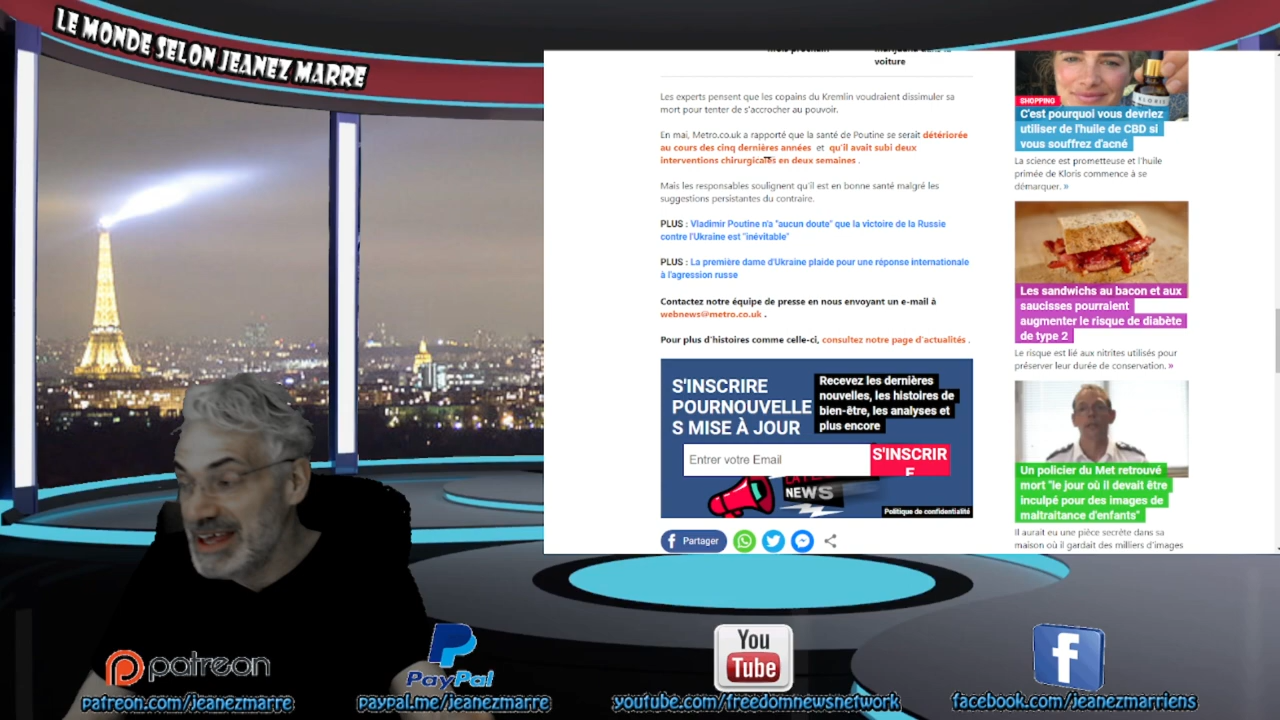 LE MONDE SELON JEANEZ MARRE
voiture
Les experts pensent que les copains du Kremlin voudraient dissimuler sa
mort pour tenter de s'accrocher au pouvoir.
En mai, Metro.co.uk a rapporté que la santé de Poutine se serait détériorée
au cours des cinq dernières années et qu'il avait subi deux
interventions chirurgicales en deux semaines .
Mais les responsables soulignent qu'il est en bonne santé malgré les
suggestions persistantes du contraire.
PLUS : Vladimir Poutine n'a "aucun doute" que la victoire de la Russie
contre l'Ukraine est "inévitable"
PLUS : La première dame d'Ukraine plaide pour une réponse internationale
à l'agression russe
Contactez notre équipe de presse en nous envoyant un e-mail à
webnews@metro.co.uk .
Pour plus d'histoires comme celle-ci, consultez notre page d'actualités .
S'INSCRIRE
POURNOUVELLE
S MISE À JOUR
Recevez les dernières
nouvelles, les histoires de
bien-être, les analyses et
plus encore
Entrer votre Email
S'INSCRIR
E
NEWS
Politique de confidentialité
Partager
KLORIS
SHOPPING
C'est pourquoi vous devriez
utiliser de l'huile de CBD si
vous souffrez d'acné
La science est prometteuse et l'huile
primée de Kloris commence à se
démarquer. »
Les sandwichs au bacon et aux
saucisses pourraient
augmenter le risque de diabète
de type 2
Le risque est lié aux nitrites utilisés pour
préserver leur durée de conservation. »
Un policier du Met retrouvé
mort "le jour où il devait être
inculpé pour des images de
maltraitance d'enfants"
Il aurait eu une pièce secrète dans sa
maison où il gardait des milliers d'images
patreon
patreon.com/jeanezmarre
PayPal
paypal.me/jeanezmarre
You
Tube
youtube.com/freedomnewsnetwork
facebook.com/jeanezmarriens